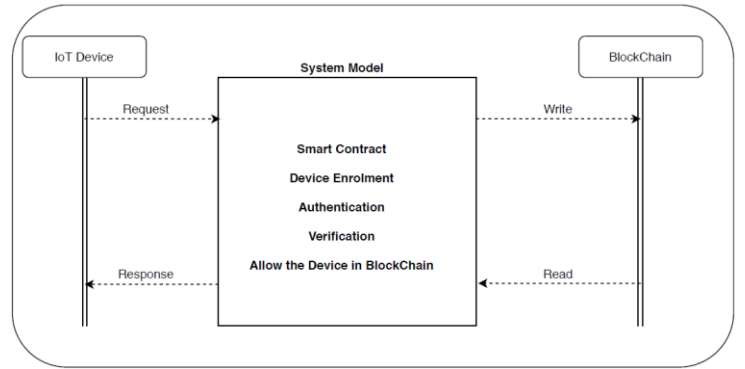 IoT Device
BlockChain
System Model
Request
Write
Smart Contract
Device Enrolment
Authentication
Verification
Allow the Device in BlockChain
Response
Read